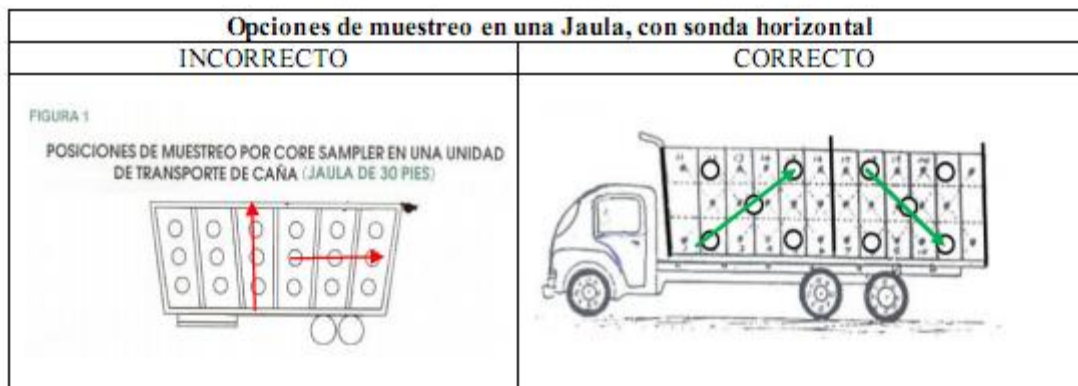 Opciones de muestreo en una Jaula, con sonda horizontal
INCORRECTO
CORRECTO
FIGURA 1
POSICIONES DE MUESTREO POR CORE SAMPLER EN UNA UNIDAD
DE TRANSPORTE DE CAÑA (JAULA DE 30 PIES)